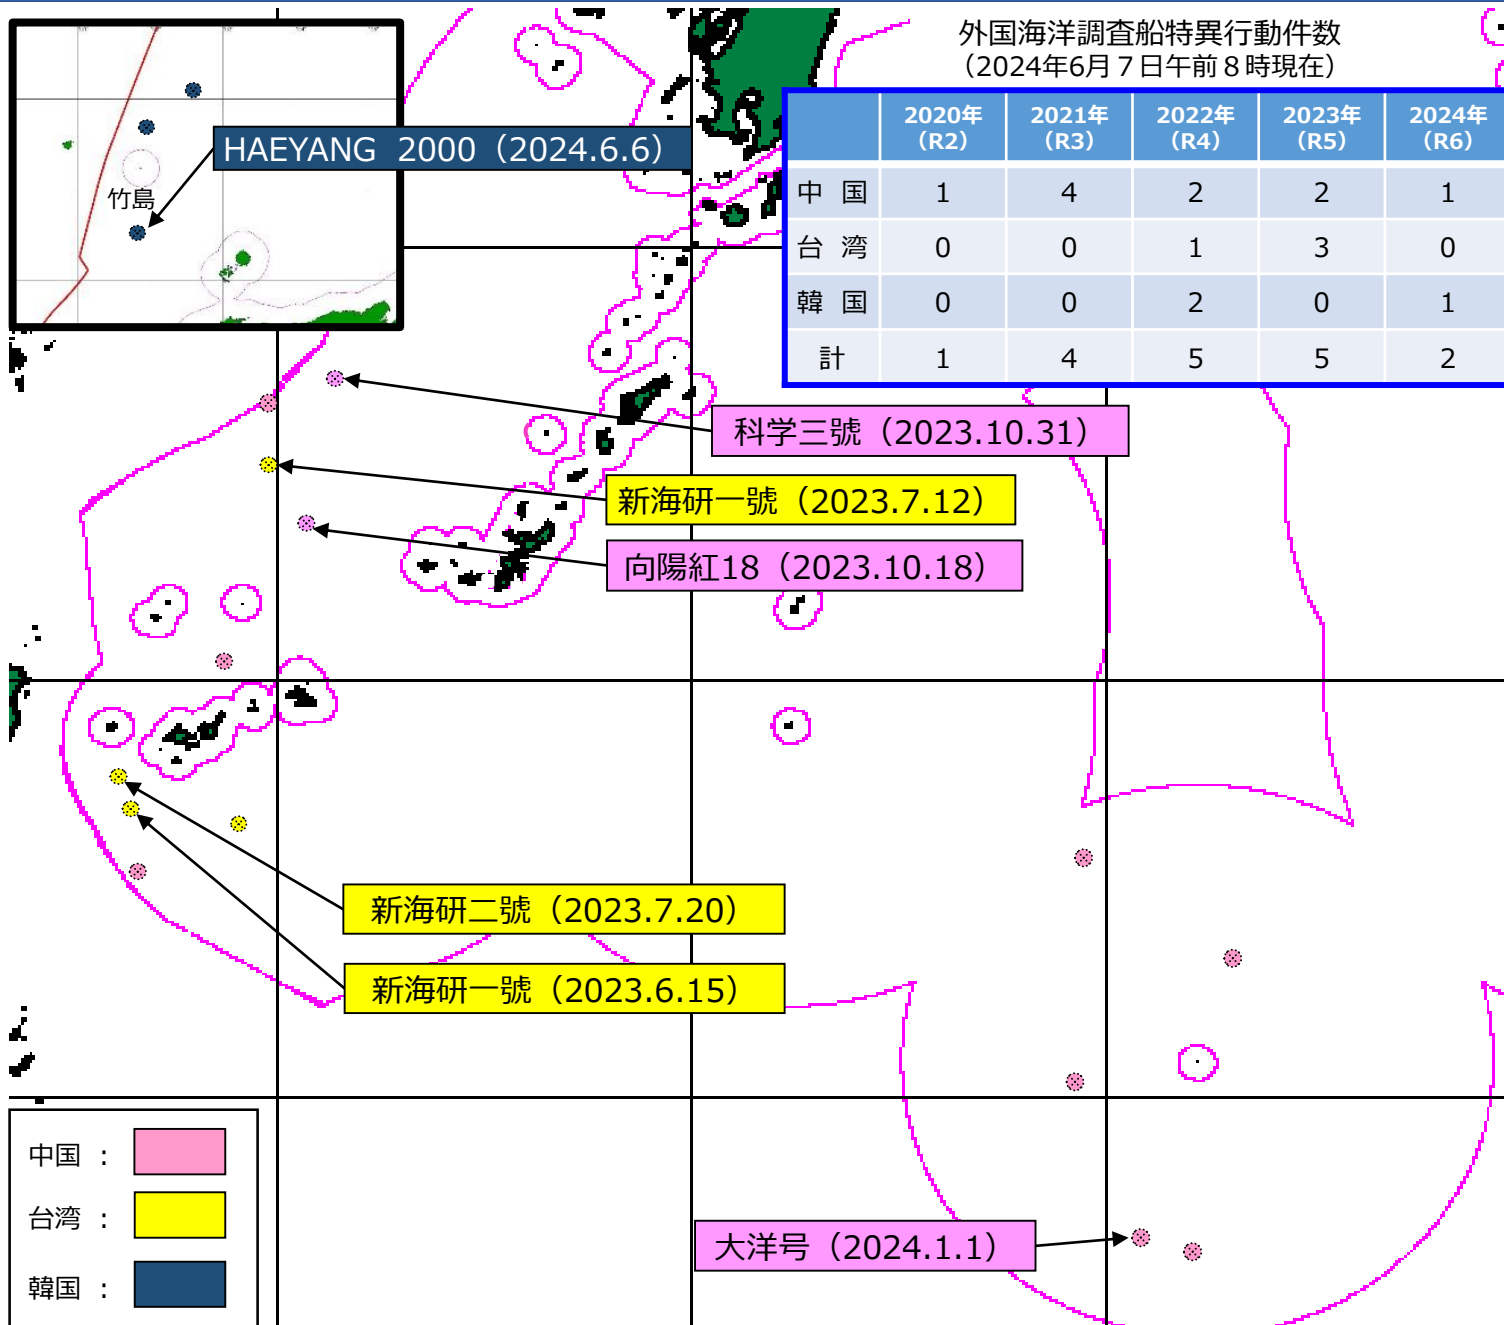 外国海洋調査船特異行動件数
（2024年6月７日午前８時現在）
2020年 2021年 2022年 2023年 2024年
（R2） （R3） （R4） （R5） （R6）
中 国 1 4 2 2 1
台 湾 0 0 1 3 0
韓 国 0 0 2 0 1
計 1 4 5 5 2
HAEYANG 2000（2024.6.6）
竹島
科学三號（2023.10.31）
新海研一號（2023.7.12）
向陽紅18（2023.10.18）
新海研二號（2023.7.20）
新海研一號（2023.6.15）
大洋号（2024.1.1）
中国 ：
台湾 ：
韓国 ：